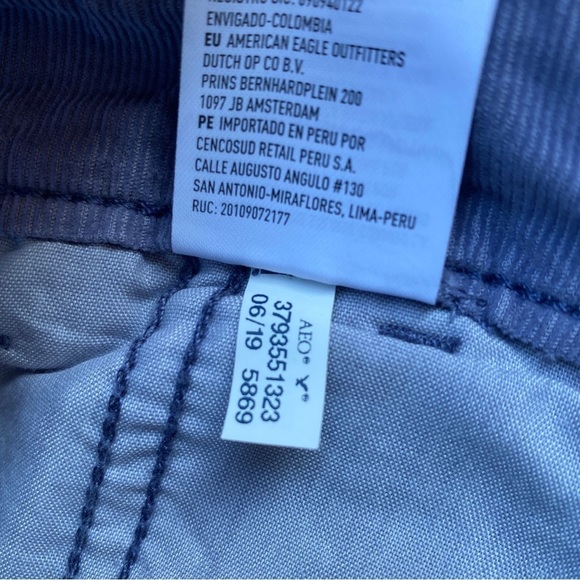 ENVIGADO-COLOMBIA
EU AMERICAN EAGLE OUTFITTERS
DUTCH OP CO B.V.
PRINS BERNHARDPLEIN 200
1097 JB AMSTERDAM
PE IMPORTADO EN PERU POR
CENCOSUD RETAIL PERU S.A.
CALLE AUGUSTO ANGULO #130
SAN ANTONIO-MIRAFLORES, LIMA-PERU
RUC: 20109072177
AEO®
3793551323
06/19 5869